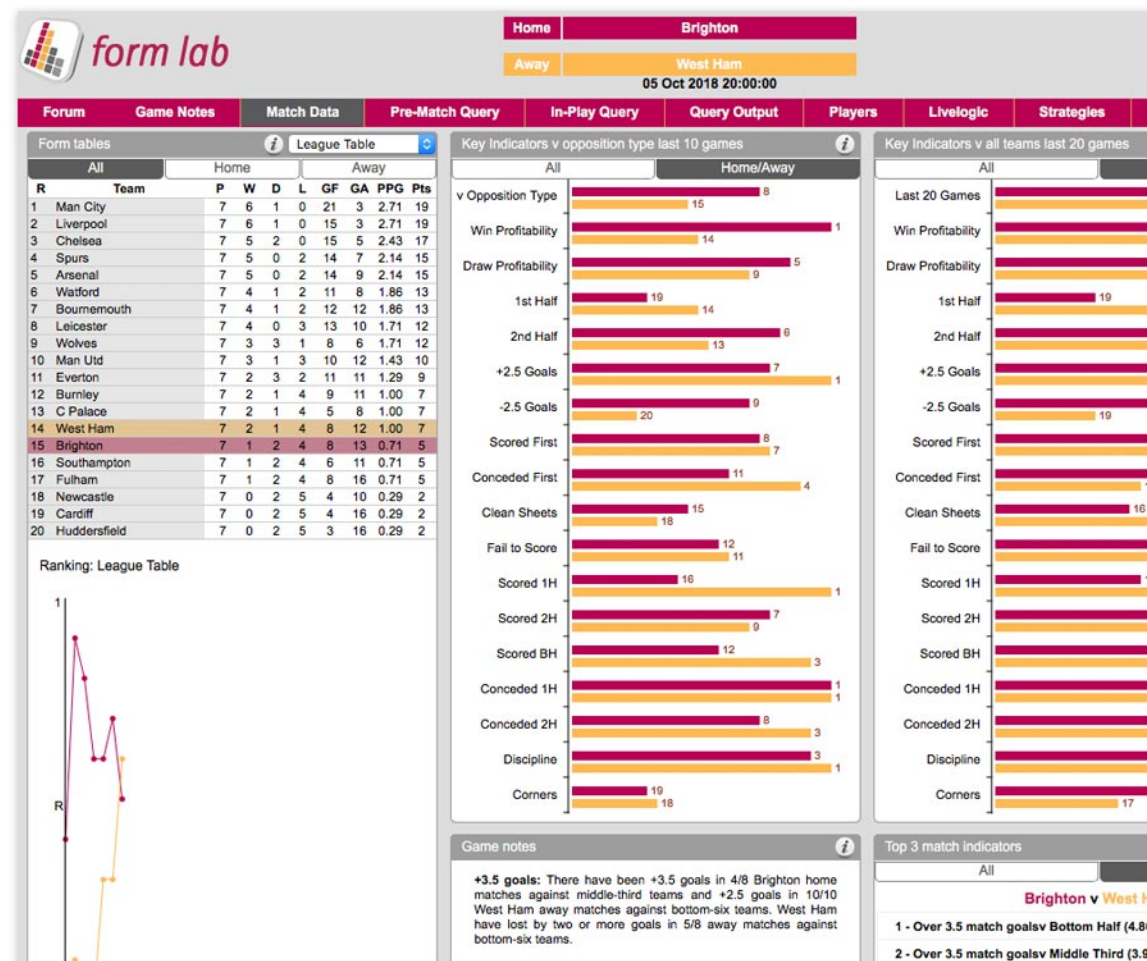 form lab
Home Brighton
Away West Ham
05 Oct 2018 20:00:00
Forum Game Notes Match Data Pre-Match Query In-Play Query Query Output Players Livelogic Strategies
Form tables i League Table
All Home Away
R Team P W D L GF GA PPG Pts
1 Man City 7 6 1 0 21 3 2.71 19
2 Liverpool 7 6 1 0 15 3 2.71 19
3 Chelsea 7 5 2 0 15 5 2.43 17
4 Spurs 7 5 0 2 14 7 2.14 15
5 Arsenal 7 5 0 2 14 9 2.14 15
6 Watford 7 4 1 2 11 8 1.86 13
7 Bournemouth 7 4 1 2 12 12 1.86 13
8 Leicester 7 4 0 3 13 10 1.71 12
9 Wolves 7 3 3 1 8 6 1.71 12
10 Man Utd 7 3 1 3 10 12 1.43 10
11 Everton 7 2 3 2 11 11 1.29 9
12 Burnley 7 2 1 4 9 11 1.00 7
13 C Palace 7 2 1 4 5 8 1.00 7
14 West Ham 7 2 1 4 8 12 1.00 7
15 Brighton 7 1 2 4 8 13 0.71 5
16 Southampton 7 1 2 4 6 11 0.71 5
17 Fulham 7 1 2 4 8 16 0.71 5
18 Newcastle 7 0 2 5 4 10 0.29 2
19 Cardiff 7 0 2 5 4 16 0.29 2
20 Huddersfield 7 0 2 5 3 16 0.29 2
Ranking: League Table
1
R
Key Indicators v opposition type last 10 games i
All Home/Away
v Opposition Type 8
15
Win Profitability 1
14
Draw Profitability 5
9
1st Half 19
14
2nd Half 6
13
+2.5 Goals 7
1
-2.5 Goals 9
20
Scored First 8
7
Conceded First 11
4
Clean Sheets 15
18
Fail to Score 12
11
Scored 1H 16
1
Scored 2H 7
9
Scored BH 12
3
Conceded 1H 1
1
Conceded 2H 8
3
Discipline 3
1
Corners 19
18
Game notes i
+3.5 goals: There have been +3.5 goals in 4/8 Brighton home
matches against middle-third teams and +2.5 goals in 10/10
West Ham away matches against bottom-six teams. West Ham
have lost by two or more goals in 5/8 away matches against
bottom-six teams.
Key Indicators v all teams last 20 games
All
Last 20 Games
Win Profitability
Draw Profitability
1st Half 19
2nd Half
+2.5 Goals
-2.5 Goals
19
Scored First
Conceded First
Clean Sheets
16
Fail to Score
Scored 1H
Scored 2H
Scored BH
Conceded 1H
Conceded 2H
Discipline
Corners
17
Top 3 match indicators
All
Brighton v West
1 - Over 3.5 match goalsv Bottom Half
2 - Over 3.5 match goalsv Middle Third